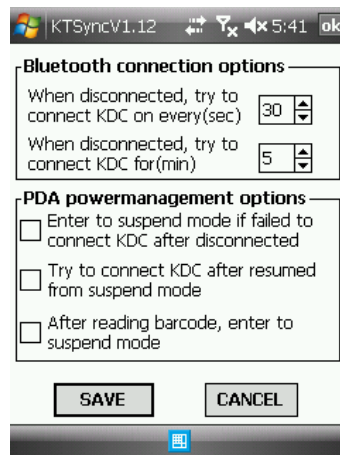 KTSyncV1.12 5:41 ok
Bluetooth connection options
When disconnected, try to
connect KDC on every(sec) 30
When disconnected, try to
connect KDC for(min) 5
PDA powermanagement options
Enter to suspend mode if failed to
connect KDC after disconnected
Try to connect KDC after resumed
from suspend mode
After reading barcode, enter to
suspend mode
SAVE CANCEL